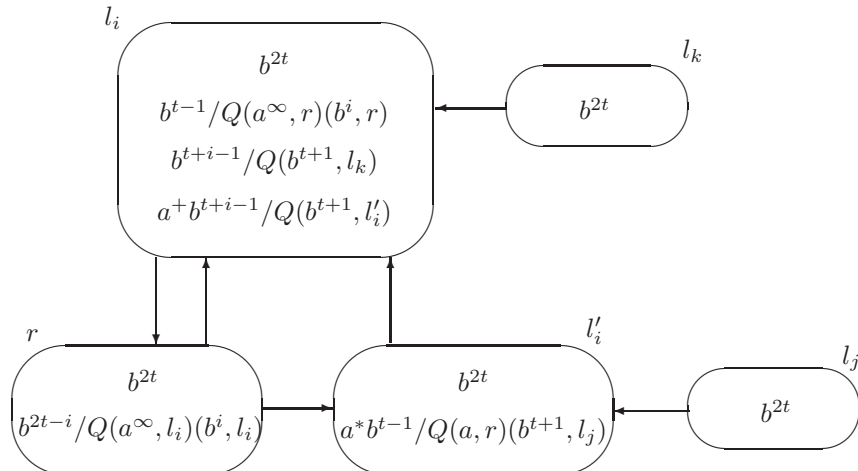 l_i
b^{2t}
b^{t-1}/Q(a^∞, r)(b^i, r)
b^{t+i-1}/Q(b^{t+1}, l_k)
a^+b^{t+i-1}/Q(b^{t+1}, l'_i)
l_k
b^{2t}
r
b^{2t}
b^{2t-i}/Q(a^∞, l_i)(b^i, l_i)
l'_i
b^{2t}
a^*b^{t-1}/Q(a, r)(b^{t+1}, l_j)
l_j
b^{2t}